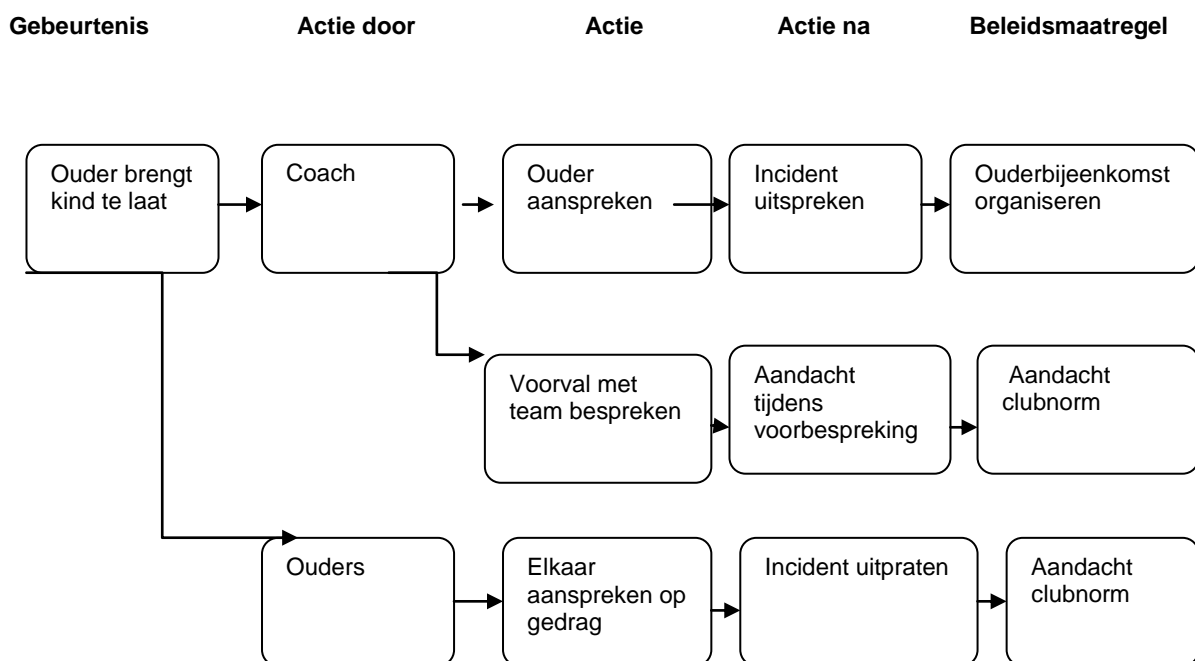 Gebeurtenis Actie door Actie Actie na Beleidsmaatregel
Ouder brengt
kind te laat
Coach
Ouder
aanspreken
Incident
uitspreken
Ouderbijeenkomst
organiseren
Voorval met
team bespreken
Aandacht
tijdens
voorbespreking
Aandacht
clubnorm
Ouders
Elkaar
aanspreken op
gedrag
Incident uitpraten
Aandacht
clubnorm